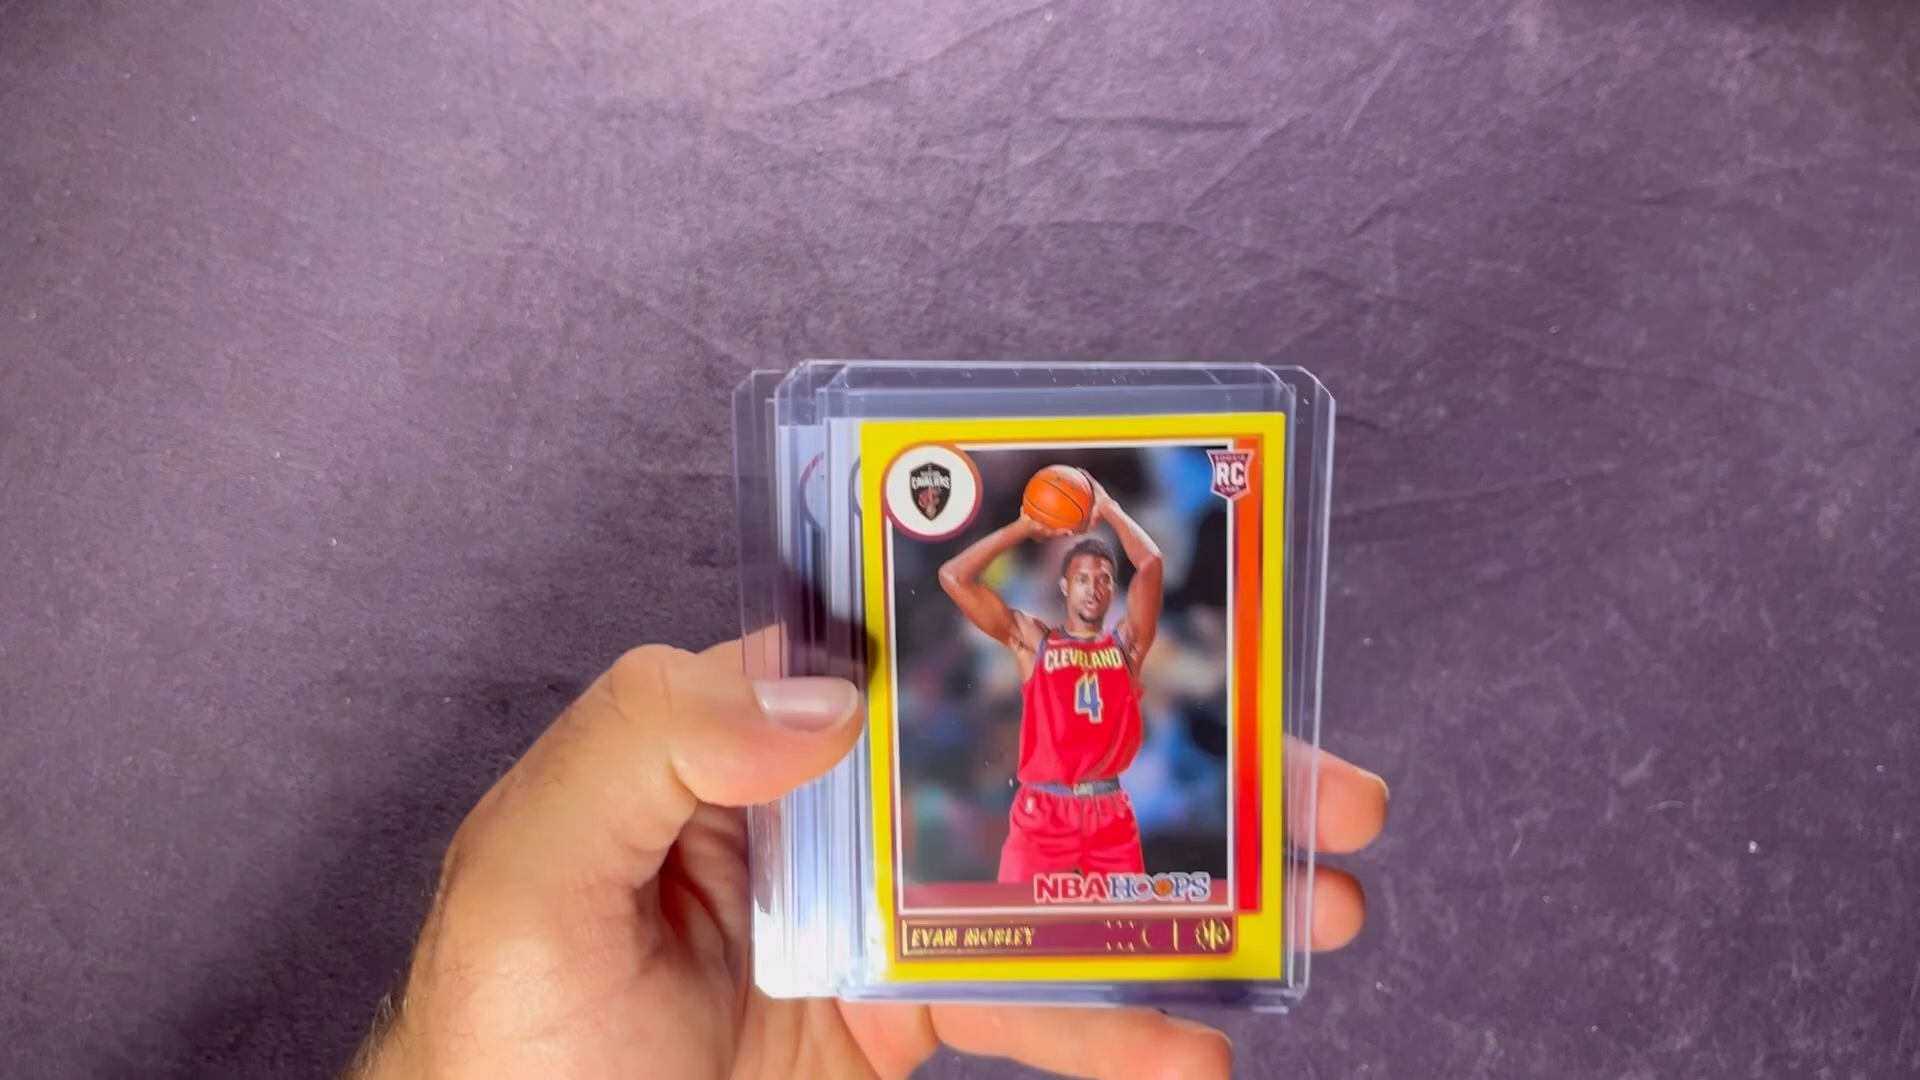 CAVALIERS
RC
CLEVELAND
4
NBA HOOPS
EVAN MOBLEY